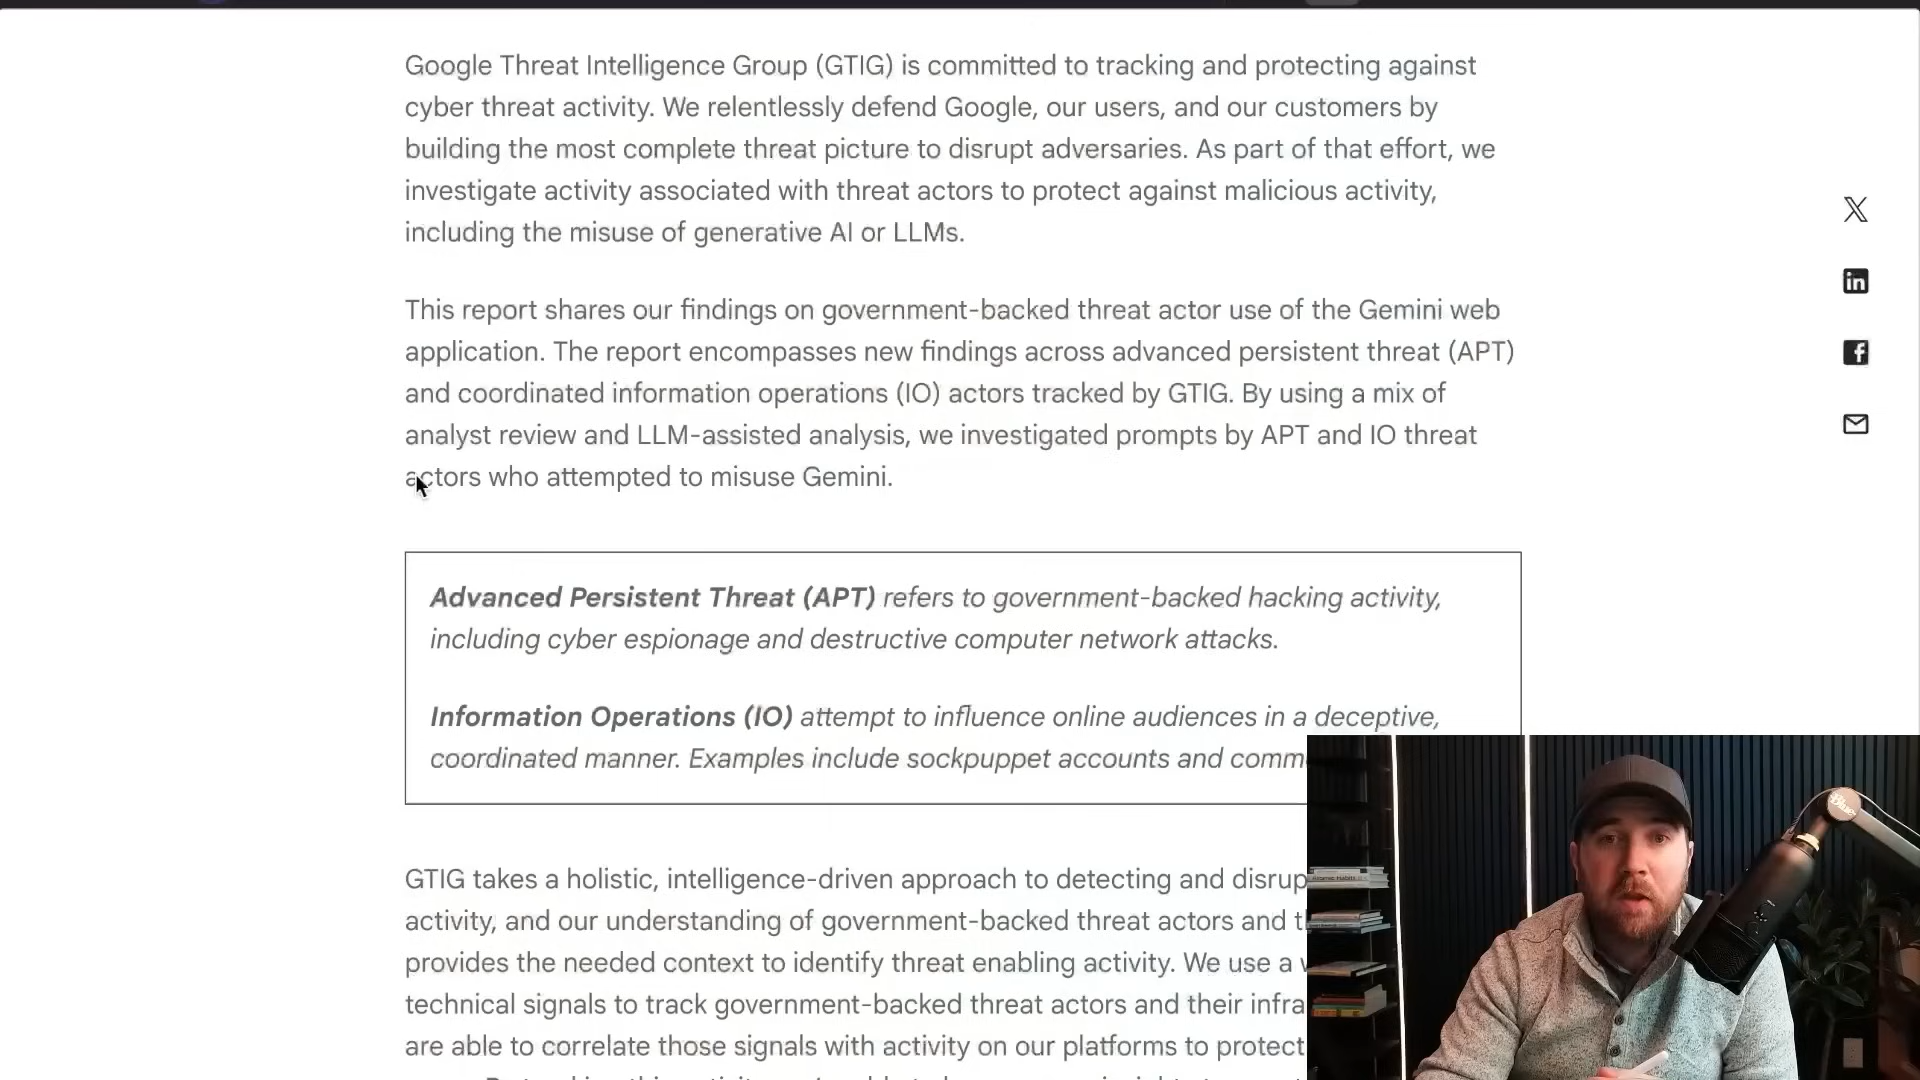 Google Threat Intelligence Group (GTIG) is committed to tracking and protecting against
cyber threat activity. We relentlessly defend Google, our users, and our customers by
building the most complete threat picture to disrupt adversaries. As part of that effort, we
investigate activity associated with threat actors to protect against malicious activity,
including the misuse of generative AI or LLMs.
This report shares our findings on government-backed threat actor use of the Gemini web
application. The report encompasses new findings across advanced persistent threat (APT)
and coordinated information operations (IO) actors tracked by GTIG. By using a mix of
analyst review and LLM-assisted analysis, we investigated prompts by APT and IO threat
actors who attempted to misuse Gemini.
Advanced Persistent Threat (APT) refers to government-backed hacking activity,
including cyber espionage and destructive computer network attacks.
Information Operations (IO) attempt to influence online audiences in a deceptive,
coordinated manner. Examples include sockpuppet accounts and comm
GTIG takes a holistic, intelligence-driven approach to detecting and disrup
activity, and our understanding of government-backed threat actors and t
provides the needed context to identify threat enabling activity. We use a
technical signals to track government-backed threat actors and their infra
are able to correlate those signals with activity on our platforms to protect